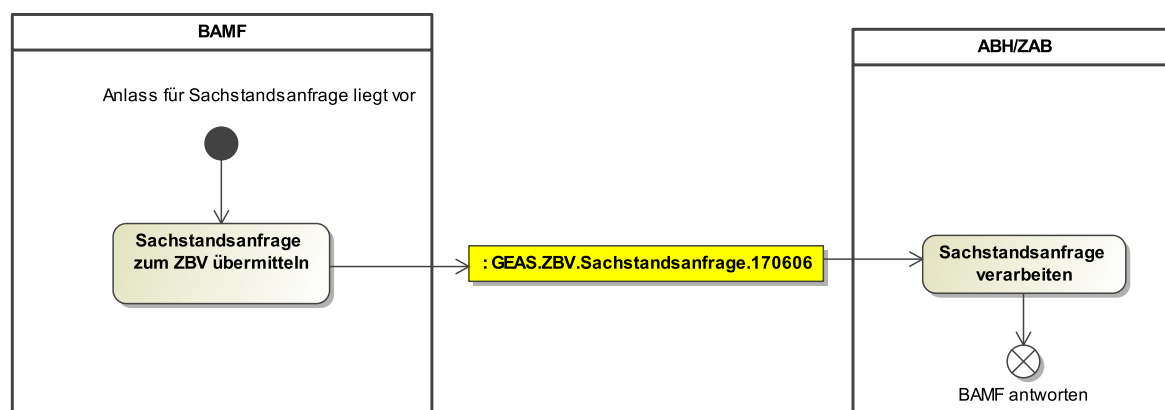 BAMF
ABH/ZAB
Anlass für Sachstandsanfrage liegt vor
Sachstandsanfrage
zum ZBV übermitteln
: GEAS.ZBV.Sachstandsanfrage.170606
Sachstandsanfrage
verarbeiten
BAMF antworten